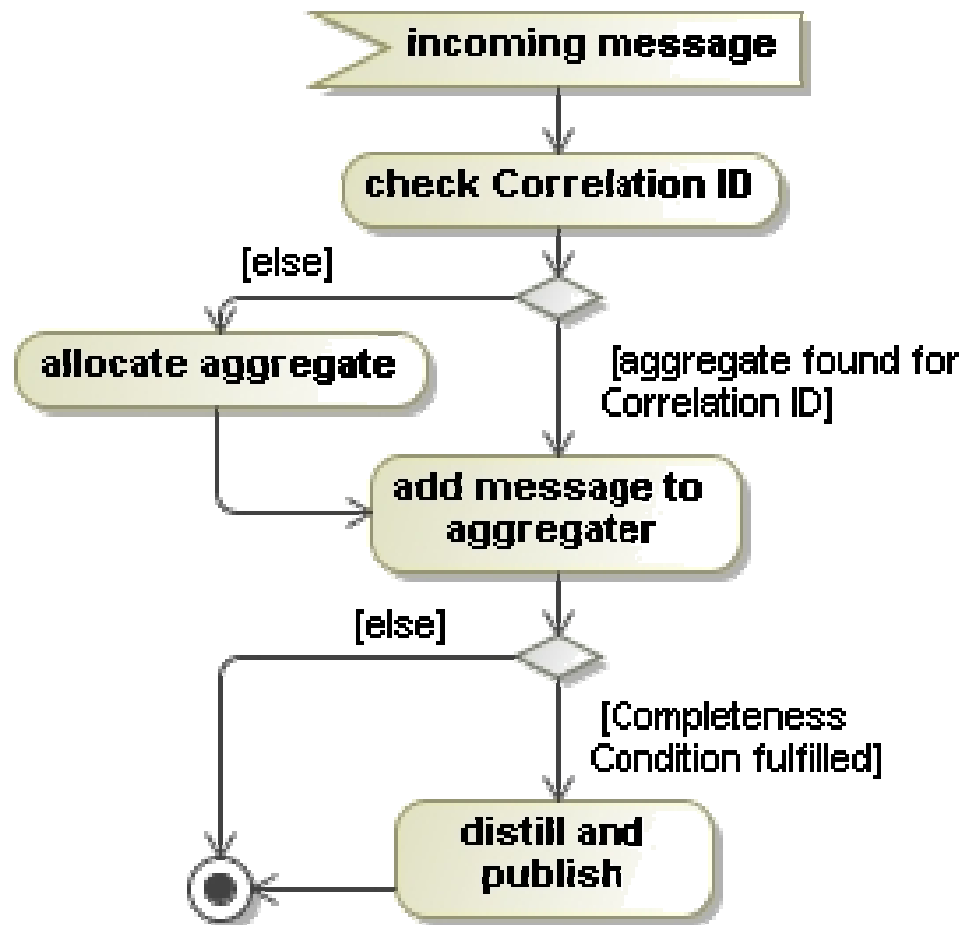 incoming message
check Correlation ID
[else]
allocate aggregate
[aggregate found for
Correlation ID]
add message to
aggregater
[else]
[Completeness
Condition fulfilled]
distill and
publish